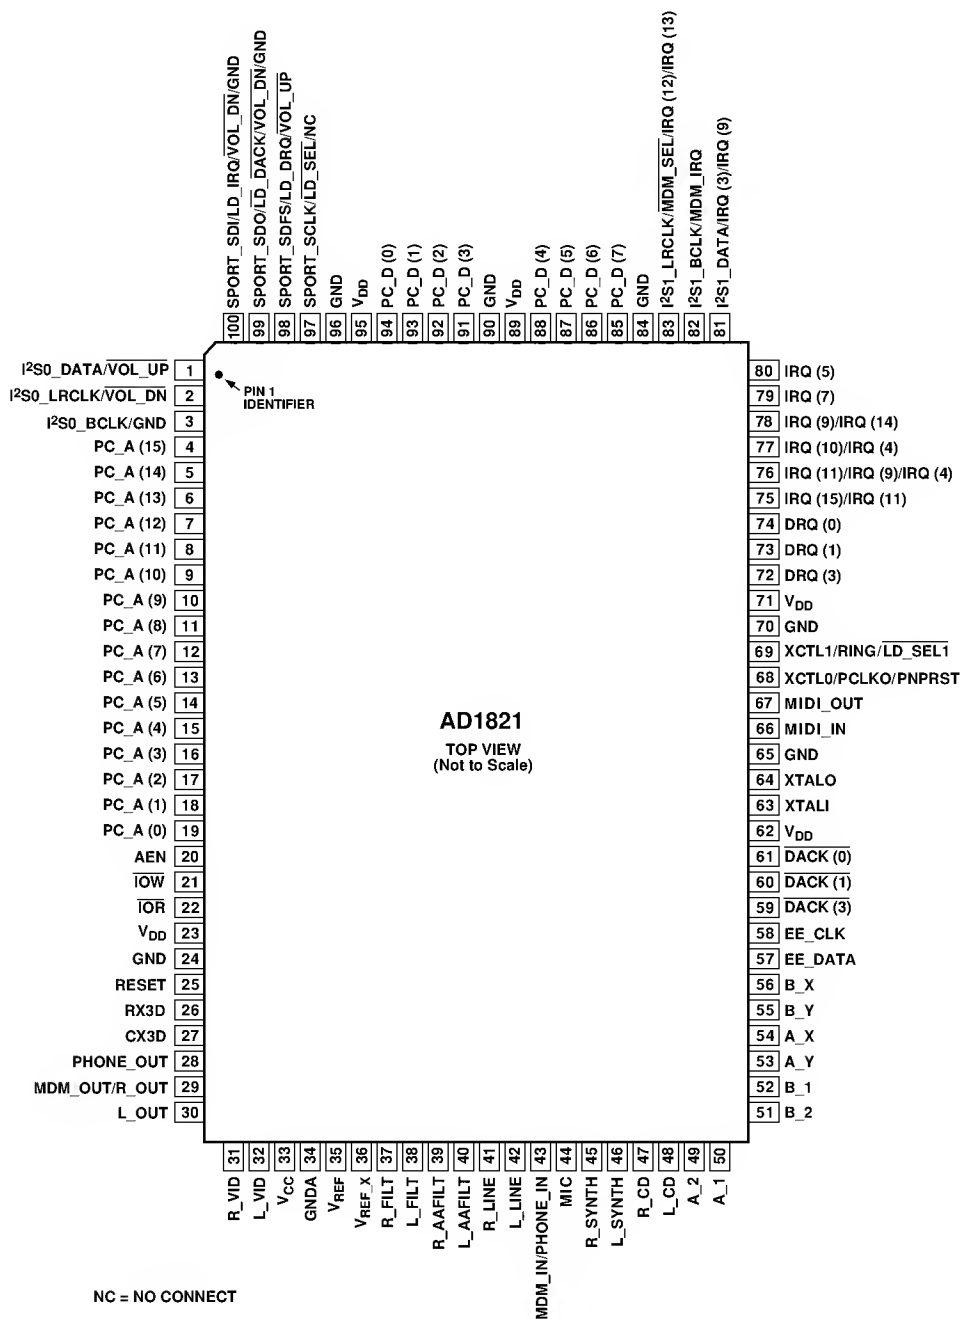 SPORT_SDI/LD_IRQ/VOL_DN/GND
SPORT_SDO/LD_DACK/VOL_DN/GND
SPORT_SDFS/LD_DRQ/VOL_UP
SPORT_SCLK/LD_SEL/NC
GND
VDD
PC_D (0)
PC_D (1)
PC_D (2)
PC_D (3)
GND
VDD
PC_D (4)
PC_D (5)
PC_D (6)
PC_D (7)
GND
I²S1_LRCLK/MDM_SEL/IRQ (12)/IRQ (13)
I²S1_BCLK/MDM_IRQ
I²S1_DATA/IRQ (3)/IRQ (9)
100 99 98 97 96 95 94 93 92 91 90 89 88 87 86 85 84 83 82 81
I²S0_DATA/VOL_UP 1
I²S0_LRCLK/VOL_DN 2
I²S0_BCLK/GND 3
PC_A (15) 4
PC_A (14) 5
PC_A (13) 6
PC_A (12) 7
PC_A (11) 8
PC_A (10) 9
PC_A (9) 10
PC_A (8) 11
PC_A (7) 12
PC_A (6) 13
PC_A (5) 14
PC_A (4) 15
PC_A (3) 16
PC_A (2) 17
PC_A (1) 18
PC_A (0) 19
AEN 20
IOW 21
IOR 22
VDD 23
GND 24
RESET 25
RX3D 26
CX3D 27
PHONE_OUT 28
MDM_OUT/R_OUT 29
L_OUT 30
PIN 1
IDENTIFIER
AD1821
TOP VIEW
(Not to Scale)
80 IRQ (5)
79 IRQ (7)
78 IRQ (9)/IRQ (14)
77 IRQ (10)/IRQ (4)
76 IRQ (11)/IRQ (9)/IRQ (4)
75 IRQ (15)/IRQ (11)
74 DRQ (0)
73 DRQ (1)
72 DRQ (3)
71 VDD
70 GND
69 XCTL1/RING/LD_SEL1
68 XCTL0/PCLKO/PNPRST
67 MIDI_OUT
66 MIDI_IN
65 GND
64 XTALO
63 XTALI
62 VDD
61 DACK (0)
60 DACK (1)
59 DACK (3)
58 EE_CLK
57 EE_DATA
56 B_X
55 B_Y
54 A_X
53 A_Y
52 B_1
51 B_2
31 32 33 34 35 36 37 38 39 40 41 42 43 44 45 46 47 48 49 50
R_VID
L_VID
VCC
GNDA
VREF
VREF_X
R_FILT
L_FILT
R_AAFILT
L_AAFILT
R_LINE
L_LINE
MDM_IN/PHONE_IN
MIC
R_SYNTH
L_SYNTH
R_CD
L_CD
A_2
A_1
NC = NO CONNECT